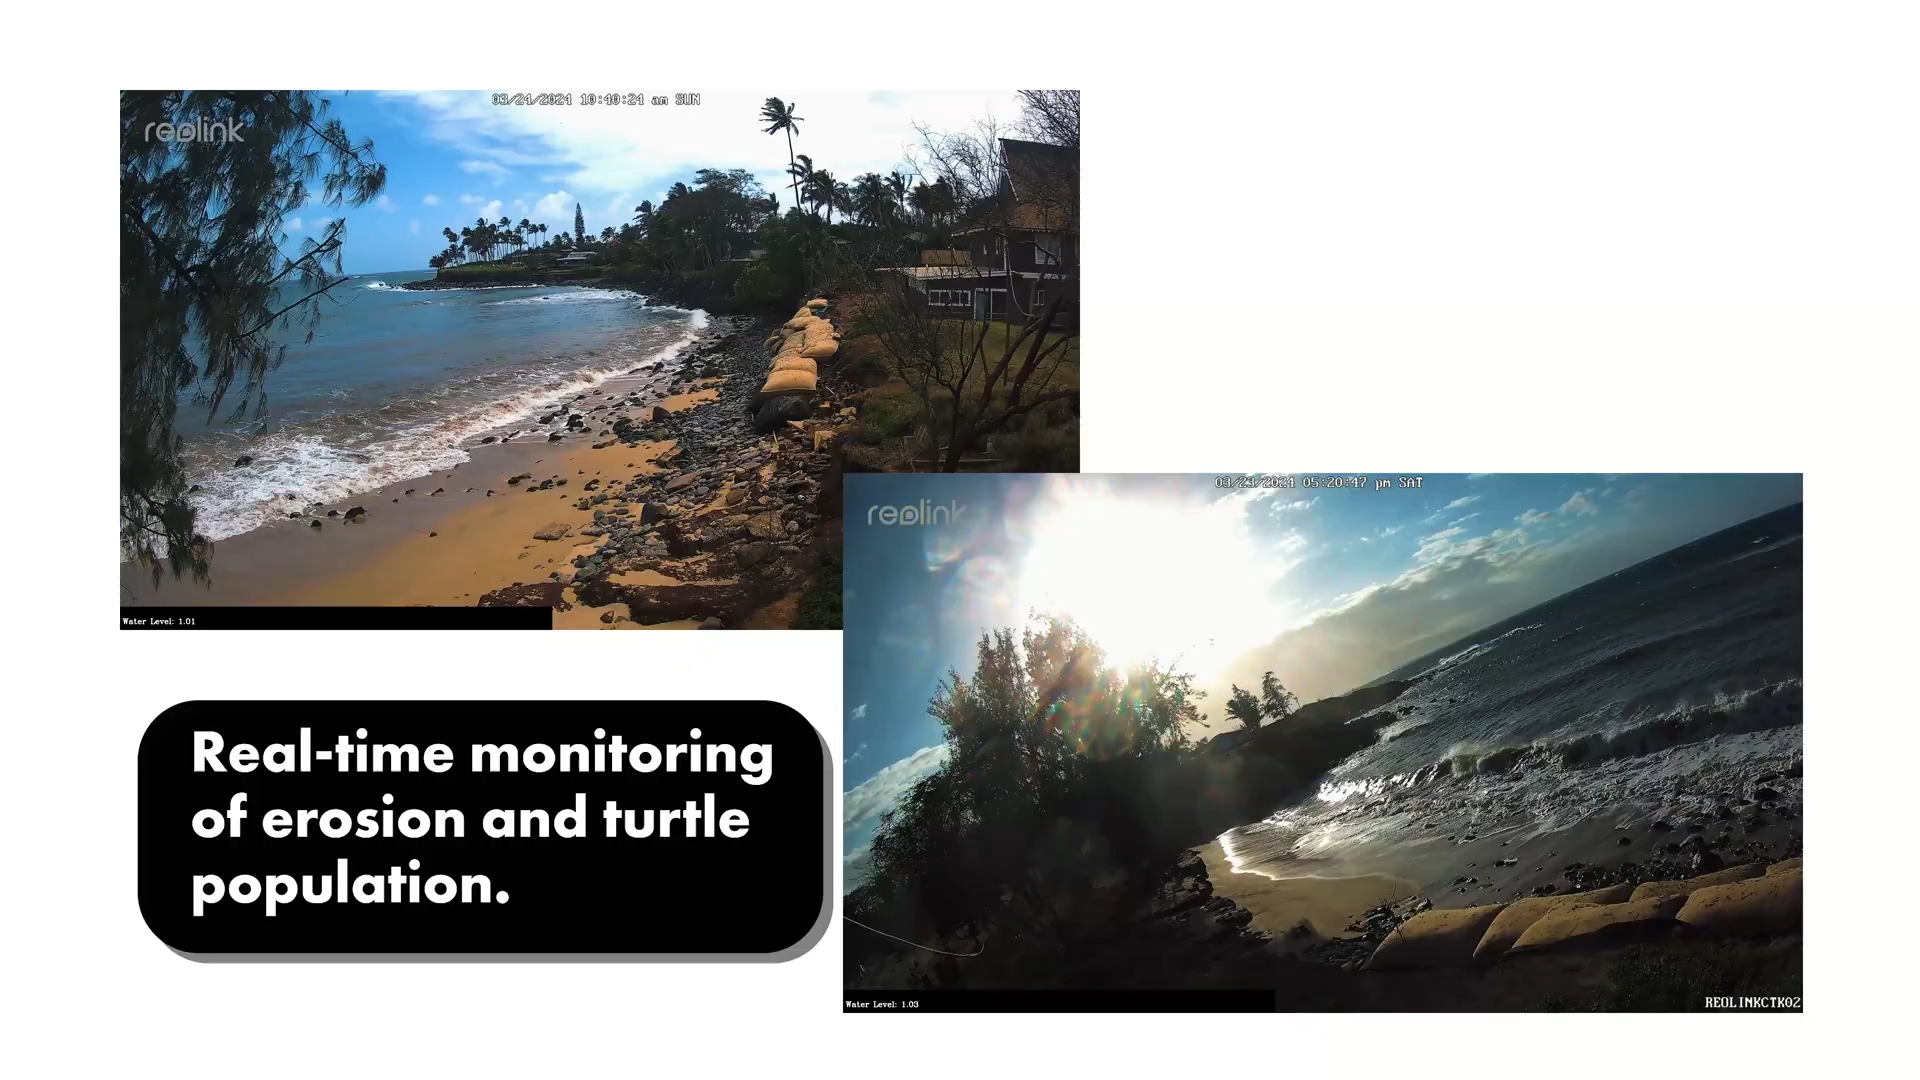 03/24/2024 10:40:24 am SUN
reolink
Water Level: 1.01
03/23/2024 05:20:47 pm SAT
reolink
Water Level: 1.03
REOLINKCTK02
Real-time monitoring
of erosion and turtle
population.